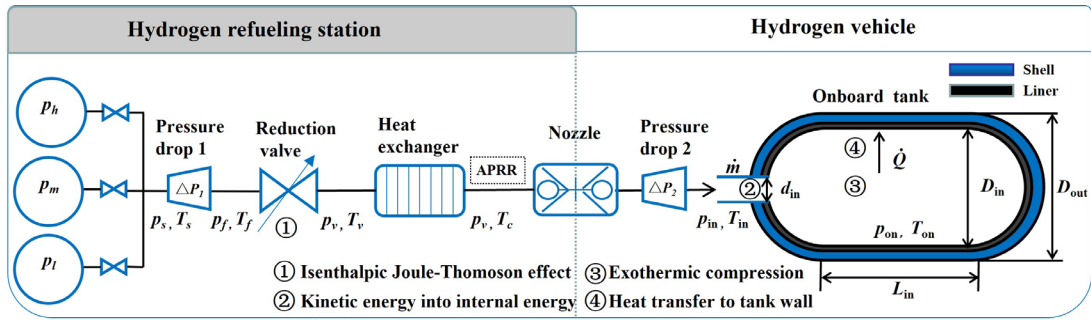 Hydrogen refueling station
Hydrogen vehicle
Shell
Liner
Onboard tank
p_h
p_m
p_l
Pressure
drop 1
△P_1
Reduction
valve
Heat
exchanger
APRR
Nozzle
Pressure
drop 2
△P_2
ṁ
②
d_in
④
Q̇
③
D_in
D_out
p_s, T_s
p_f, T_f
①
p_v, T_v
p_v, T_c
p_in, T_in
p_on, T_on
L_in
① Isenthalpic Joule-Thomoson effect
② Kinetic energy into internal energy
③ Exothermic compression
④ Heat transfer to tank wall